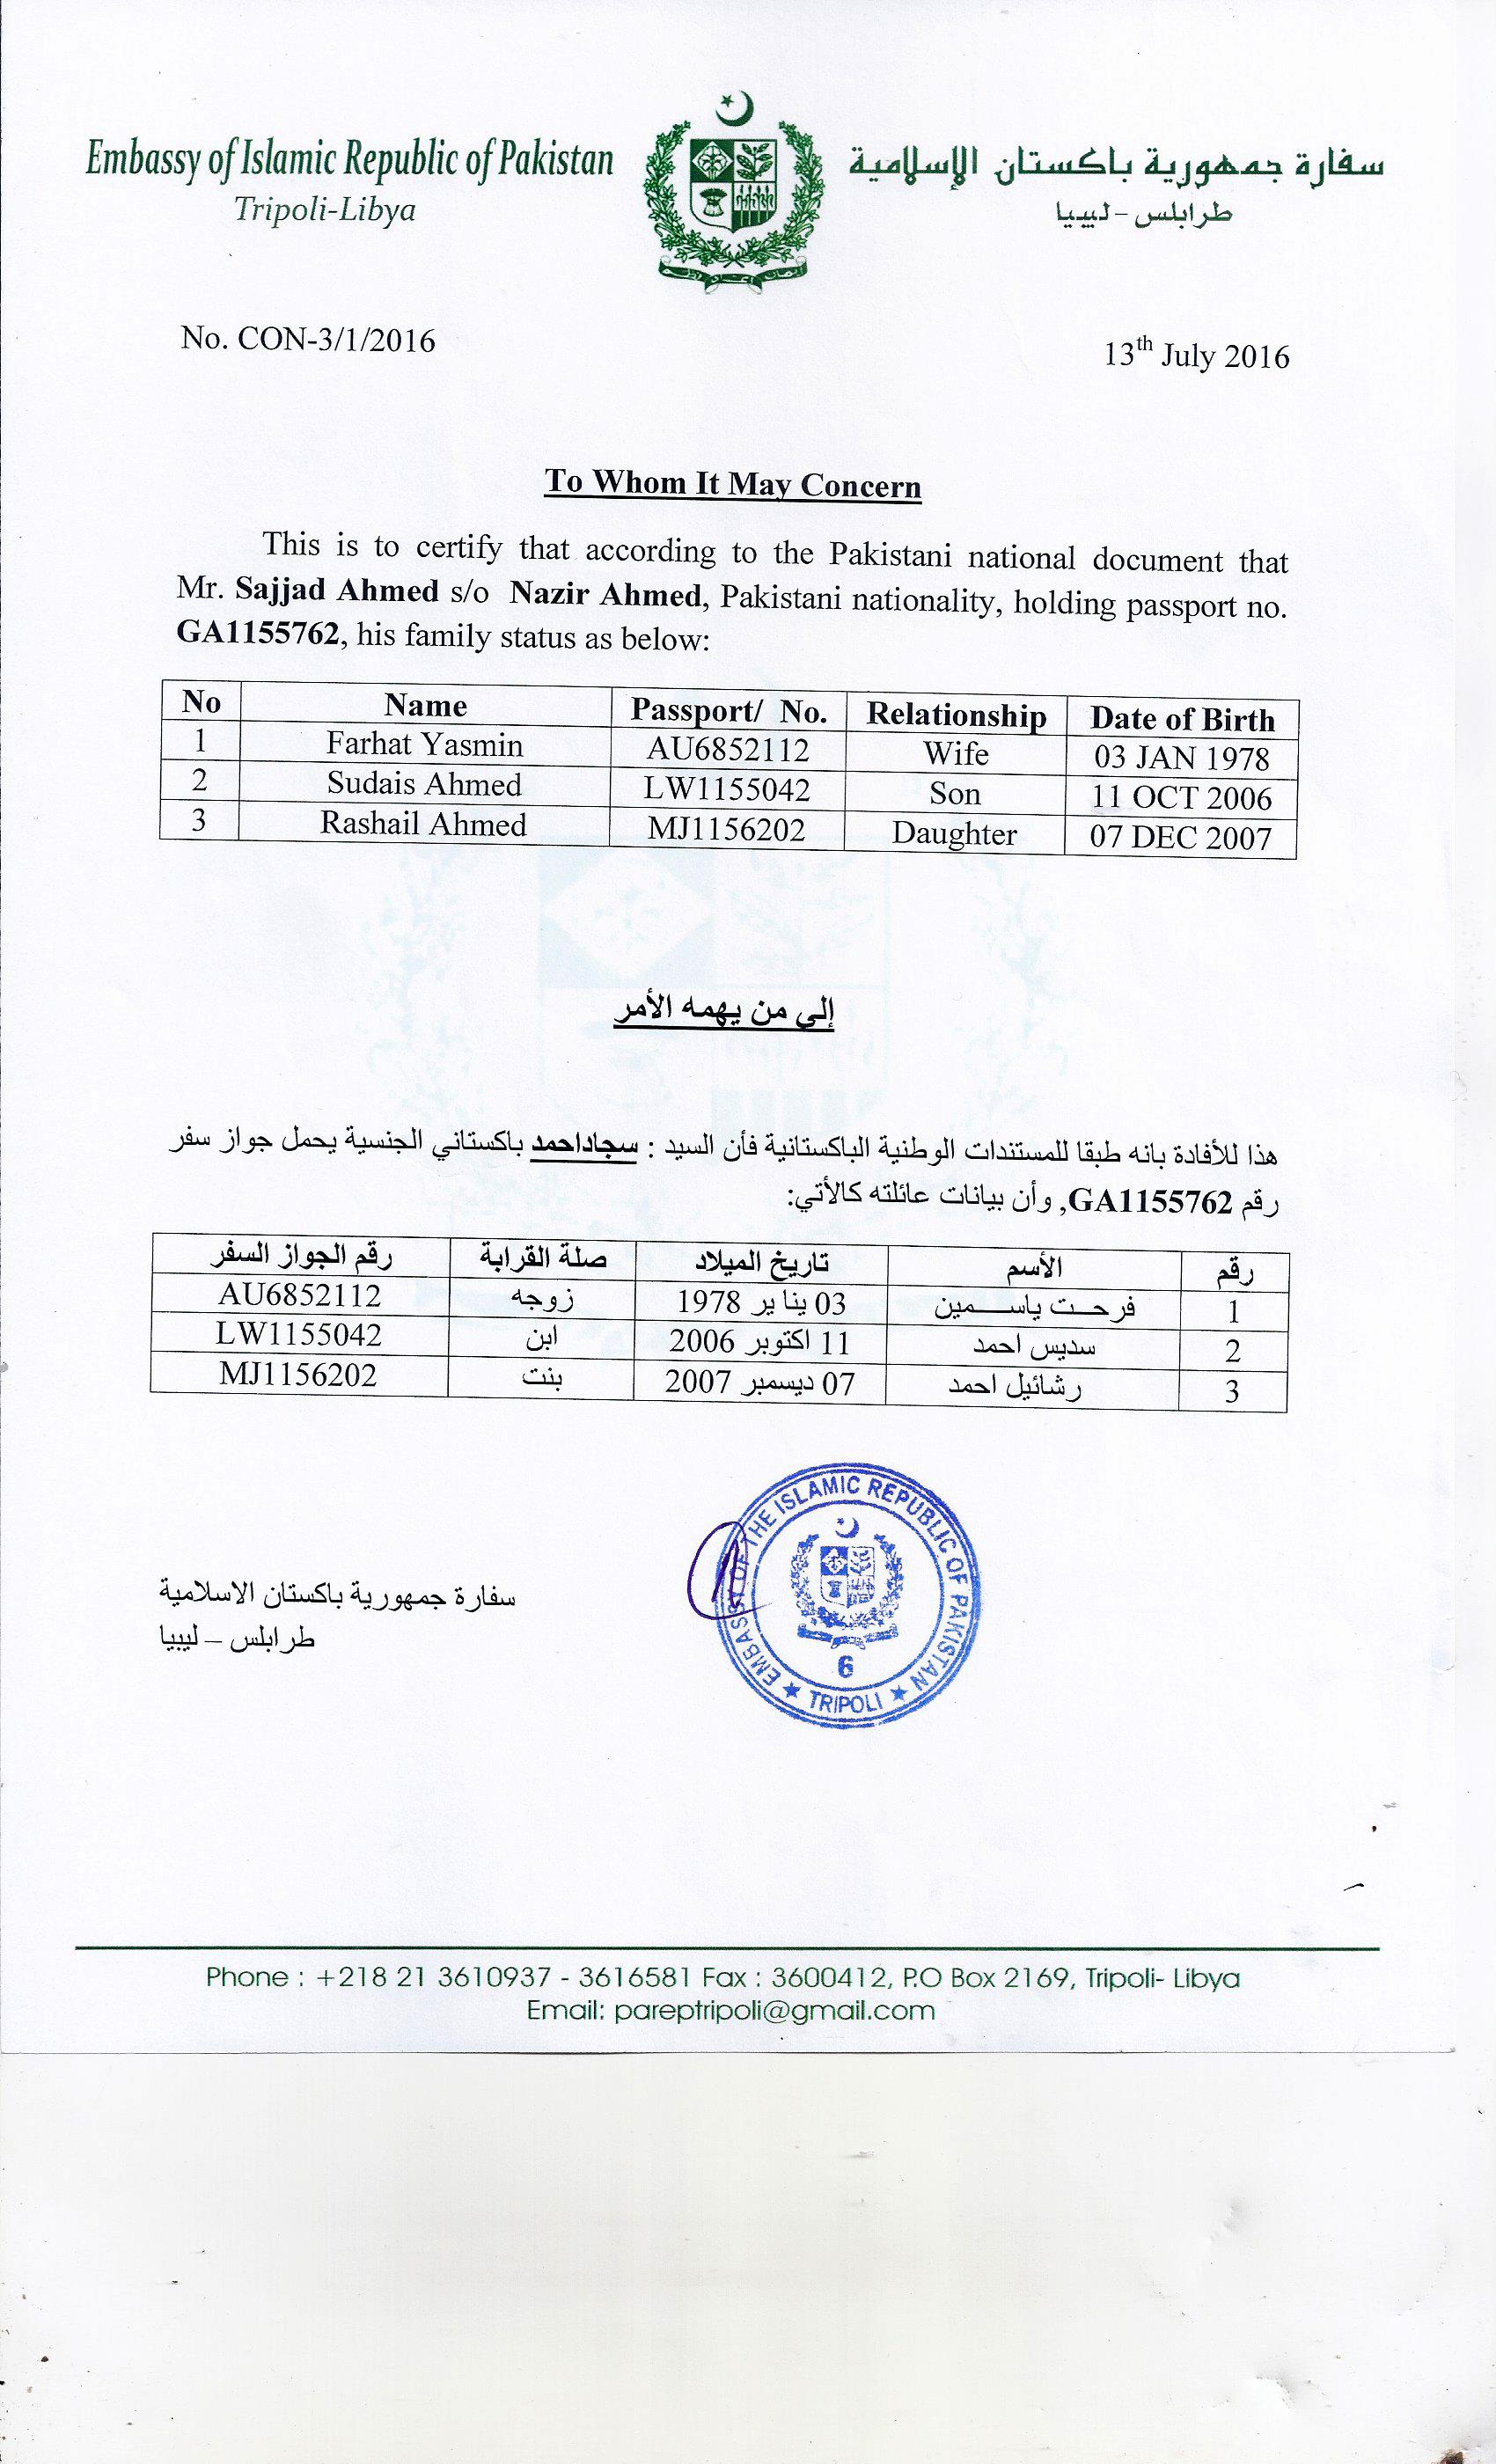 Embassy of Islamic Republic of Pakistan
Tripoli-Libya
سفارة جمهورية باكستان الإسلامية
طرابلس - ليبيا
No. CON-3/1/2016
13th July 2016
To Whom It May Concern
This is to certify that according to the Pakistani national document that
Mr. Sajjad Ahmed s/o Nazir Ahmed, Pakistani nationality, holding passport no.
GA1155762, his family status as below:
No Name Passport/ No. Relationship Date of Birth
1 Farhat Yasmin AU6852112 Wife 03 JAN 1978
2 Sudais Ahmed LW1155042 Son 11 OCT 2006
3 Rashail Ahmed MJ1156202 Daughter 07 DEC 2007
إلى من يهمه الأمر
هذا للأفادة بانه طبقا للمستندات الوطنية الباكستانية فأن السيد : سجاداحمد باكستاني الجنسية يحمل جواز سفر
رقم GA1155762, وأن بيانات عائلته كالأتي:
رقم الأسم تاريخ الميلاد صلة القرابة رقم الجواز السفر
1 فرحت ياسمين 03 يناير 1978 زوجه AU6852112
2 سديس احمد 11 اكتوبر 2006 ابن LW1155042
3 رشائيل احمد 07 ديسمبر 2007 بنت MJ1156202
EMBASSY OF THE ISLAMIC REPUBLIC OF PAKISTAN
6
TRIPOLI
سفارة جمهورية باكستان الاسلامية
طرابلس – ليبيا
Phone : +218 21 3610937 - 3616581 Fax : 3600412, P.O Box 2169, Tripoli- Libya
Email: pareptripoli@gmail.com